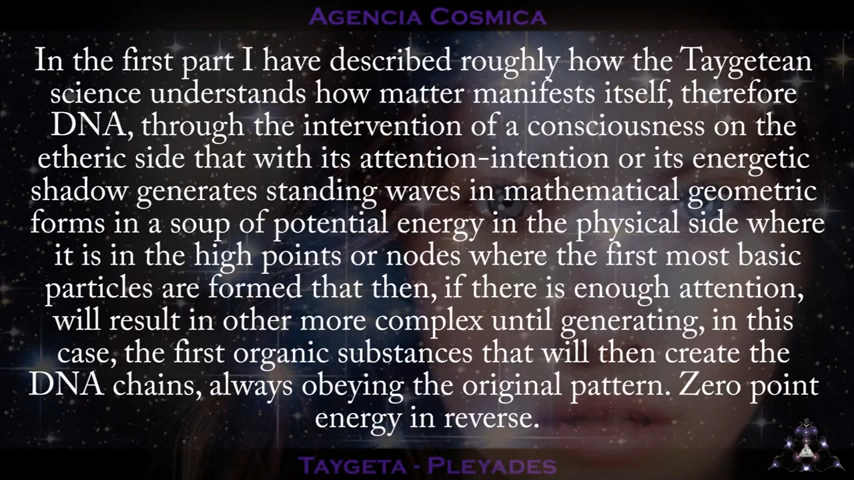 Agencia Cosmica
In the first part I have described roughly how the Taygetean
science understands how matter manifests itself, therefore
DNA, through the intervention of a consciousness on the
etheric side that with its attention-intention or its energetic
shadow generates standing waves in mathematical geometric
forms in a soup of potential energy in the physical side where
it is in the high points or nodes where the first most basic
particles are formed that then, if there is enough attention,
will result in other more complex until generating, in this
case, the first organic substances that will then create the
DNA chains, always obeying the original pattern. Zero point
energy in reverse.
Taygeta - Pleyades